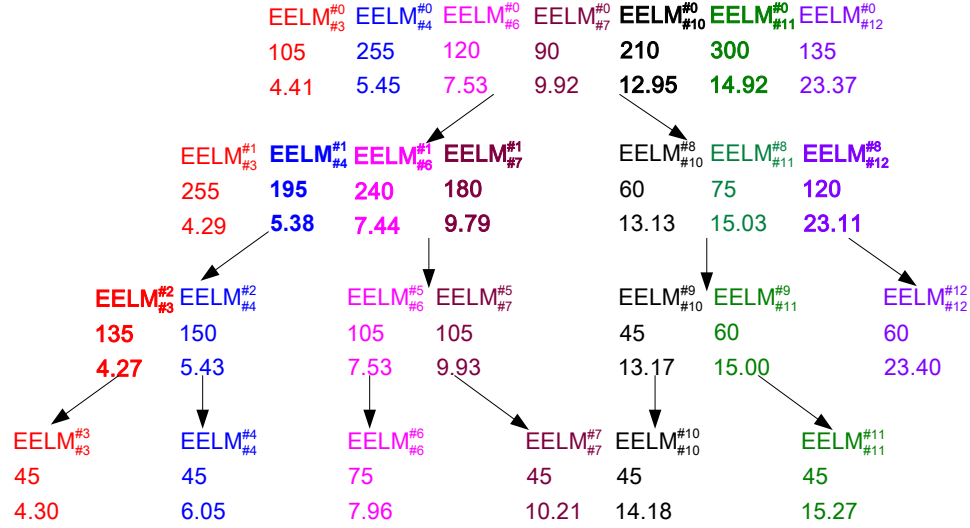 EELM#0#3 EELM#0#4 EELM#0#6 EELM#0#7 EELM#0#10 EELM#0#11 EELM#0#12
105 255 120 90 210 300 135
4.41 5.45 7.53 9.92 12.95 14.92 23.37
EELM#1#3 EELM#1#4 EELM#1#6 EELM#1#7 EELM#8#10 EELM#8#11 EELM#8#12
255 195 240 180 60 75 120
4.29 5.38 7.44 9.79 13.13 15.03 23.11
EELM#2#3 EELM#2#4 EELM#5#6 EELM#5#7 EELM#9#10 EELM#9#11 EELM#12#12
135 150 105 105 45 60 60
4.27 5.43 7.53 9.93 13.17 15.00 23.40
EELM#3#3 EELM#4#4 EELM#6#6 EELM#7#7 EELM#10#10 EELM#11#11
45 45 75 45 45 45
4.30 6.05 7.96 10.21 14.18 15.27